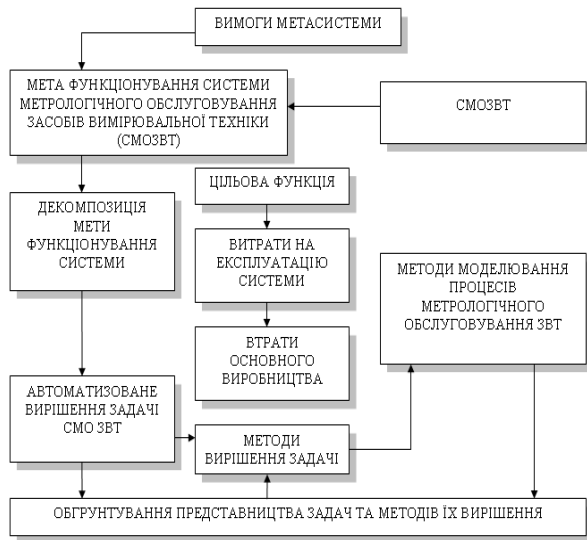 ВИМОГИ МЕТАСИСТЕМИ
МЕТА ФУНКЦІОНУВАННЯ СИСТЕМИ
МЕТРОЛОГІЧНОГО ОБСЛУГОВУВАННЯ
ЗАСОБІВ ВИМІРЮВАЛЬНОЇ ТЕХНІКИ
(СМОЗВТ)
СМОЗВТ
ЦІЛЬОВА ФУНКЦІЯ
ДЕКОМПОЗИЦІЯ
МЕТИ
ФУНКЦІОНУВАННЯ
СИСТЕМИ
ВИТРАТИ НА
ЕКСПЛУАТАЦІЮ
СИСТЕМИ
МЕТОДИ МОДЕЛЮВАННЯ
ПРОЦЕСІВ
МЕТРОЛОГІЧНОГО
ОБСЛУГОВУВАННЯ ЗВТ
ВТРАТИ
ОСНОВНОГО
ВИРОБНИЦТВА
АВТОМАТИЗОВАНЕ
ВИРІШЕННЯ ЗАДАЧІ
СМО ЗВТ
МЕТОДИ
ВИРІШЕННЯ ЗАДАЧІ
ОБГРУНТУВАННЯ ПРЕДСТАВНИЦТВА ЗАДАЧ ТА МЕТОДІВ ЇХ ВИРІШЕННЯ